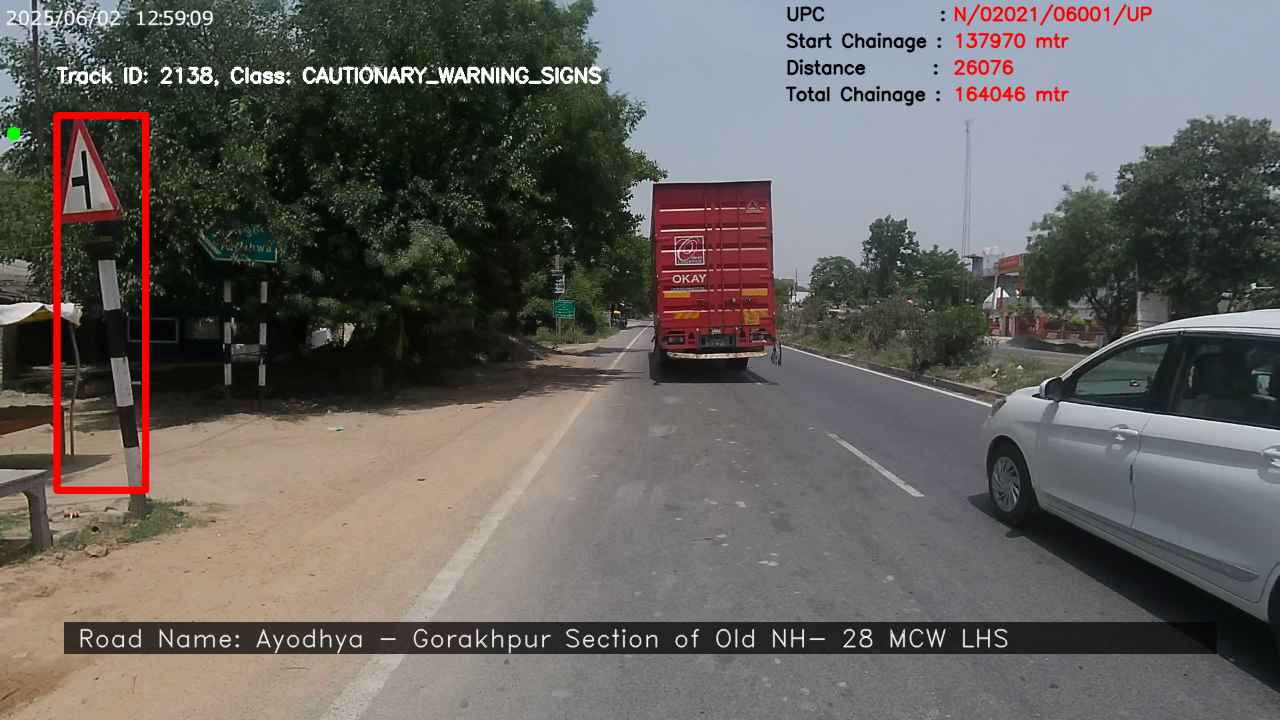 2025/06/02 12:59:09
UPC : N/02021/06001/UP
Start Chainage : 137970 mtr
Distance : 26076
Total Chainage : 164046 mtr
Track ID: 2138, Class: CAUTIONARY_WARNING_SIGNS
OKAY
Road Name: Ayodhya - Gorakhpur Section of Old NH- 28 MCW LHS